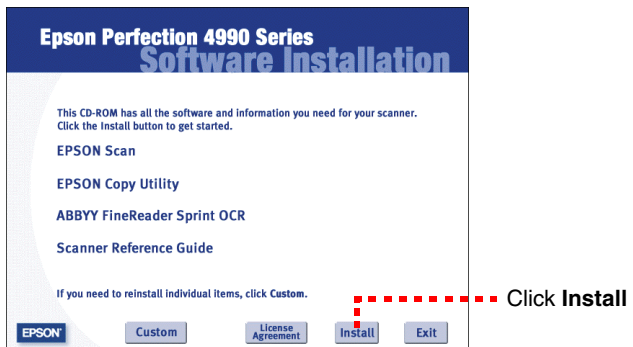 Epson Perfection 4990 Series
Software Installation
This CD-ROM has all the software and information you need for your scanner.
Click the Install button to get started.
EPSON Scan
EPSON Copy Utility
ABBYY FineReader Sprint OCR
Scanner Reference Guide
If you need to reinstall individual items, click Custom.
Click Install
EPSON
Custom
License
Agreement
Install
Exit